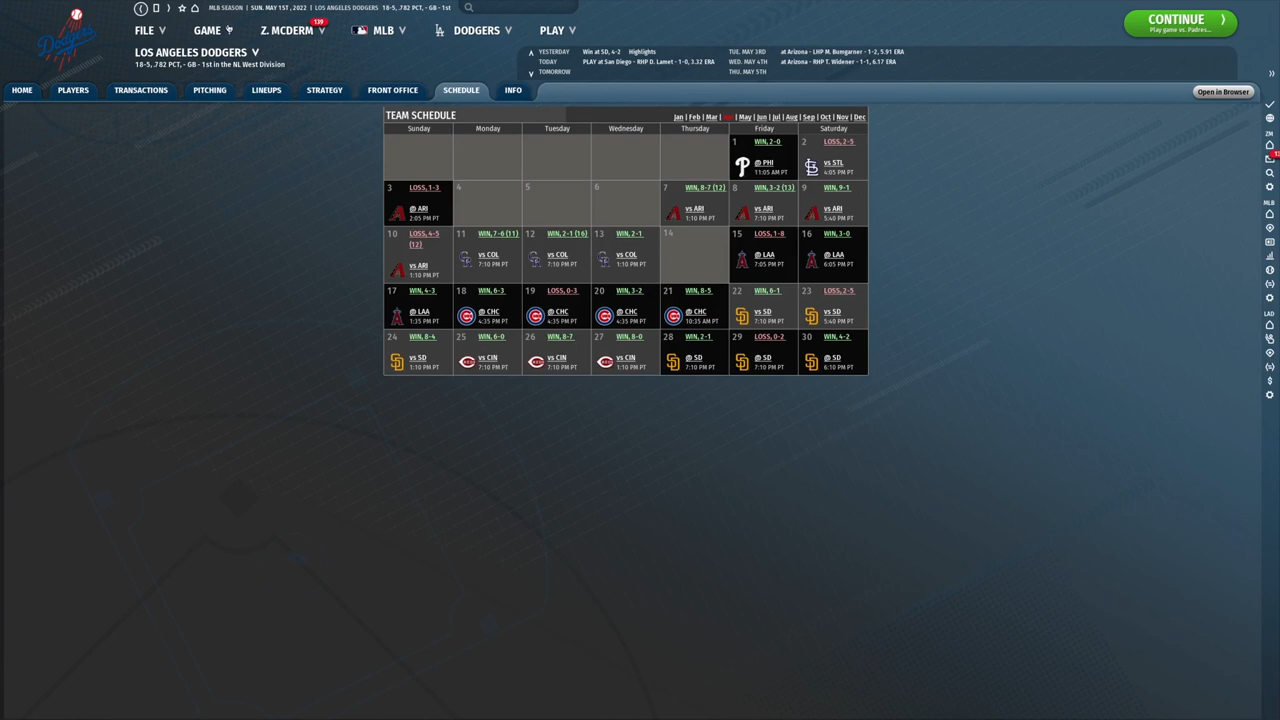 MLB SEASON | SUN. MAY 1ST, 2022 | LOS ANGELES DODGERS 18-5, .782 PCT, - GB - 1st
FILE GAME Z. MCDERM 139 MLB DODGERS PLAY
CONTINUE
Play game vs. Padres...
LOS ANGELES DODGERS
18-5, .782 PCT, - GB - 1st in the NL West Division
YESTERDAY Win at SD, 4-2 Highlights TUE. MAY 3RD at Arizona - LHP M. Bumgarner - 1-2, 5.91 ERA
TODAY PLAY at San Diego - RHP D. Lamet - 1-0, 3.32 ERA WED. MAY 4TH at Arizona - RHP T. Widener - 1-1, 6.17 ERA
TOMORROW THU. MAY 5TH
HOME PLAYERS TRANSACTIONS PITCHING LINEUPS STRATEGY FRONT OFFICE SCHEDULE INFO
Open in Browser
TEAM SCHEDULE
Jan | Feb | Mar | Apr | May | Jun | Jul | Aug | Sep | Oct | Nov | Dec
Sunday Monday Tuesday Wednesday Thursday Friday Saturday
1 WIN, 2-0 2 LOSS, 2-5
@ PHI vs STL
11:05 AM PT 4:05 PM PT
3 LOSS, 1-3 4 5 6 7 WIN, 8-7 (12) 8 WIN, 3-2 (13) 9 WIN, 9-1
@ ARI vs ARI vs ARI vs ARI
2:05 PM PT 1:10 PM PT 7:10 PM PT 5:40 PM PT
10 LOSS, 4-5 (12) 11 WIN, 7-6 (11) 12 WIN, 2-1 (16) 13 WIN, 2-1 14 15 LOSS, 1-8 16 WIN, 3-0
vs ARI vs COL vs COL vs COL @ LAA @ LAA
1:10 PM PT 7:10 PM PT 7:10 PM PT 7:10 PM PT 7:05 PM PT 6:05 PM PT
17 WIN, 4-3 18 WIN, 6-3 19 LOSS, 0-3 20 WIN, 3-2 21 WIN, 8-5 22 WIN, 6-1 23 LOSS, 2-5
@ LAA @ CHC @ CHC @ CHC @ CHC vs SD vs SD
1:35 PM PT 4:35 PM PT 4:35 PM PT 4:35 PM PT 10:35 AM PT 7:10 PM PT 5:40 PM PT
24 WIN, 8-4 25 WIN, 6-0 26 WIN, 8-7 27 WIN, 8-0 28 WIN, 2-1 29 LOSS, 0-2 30 WIN, 4-2
vs SD vs CIN vs CIN vs CIN @ SD @ SD @ SD
1:10 PM PT 7:10 PM PT 7:10 PM PT 1:10 PM PT 7:10 PM PT 7:10 PM PT 6:10 PM PT
ZM
MLB
LAD